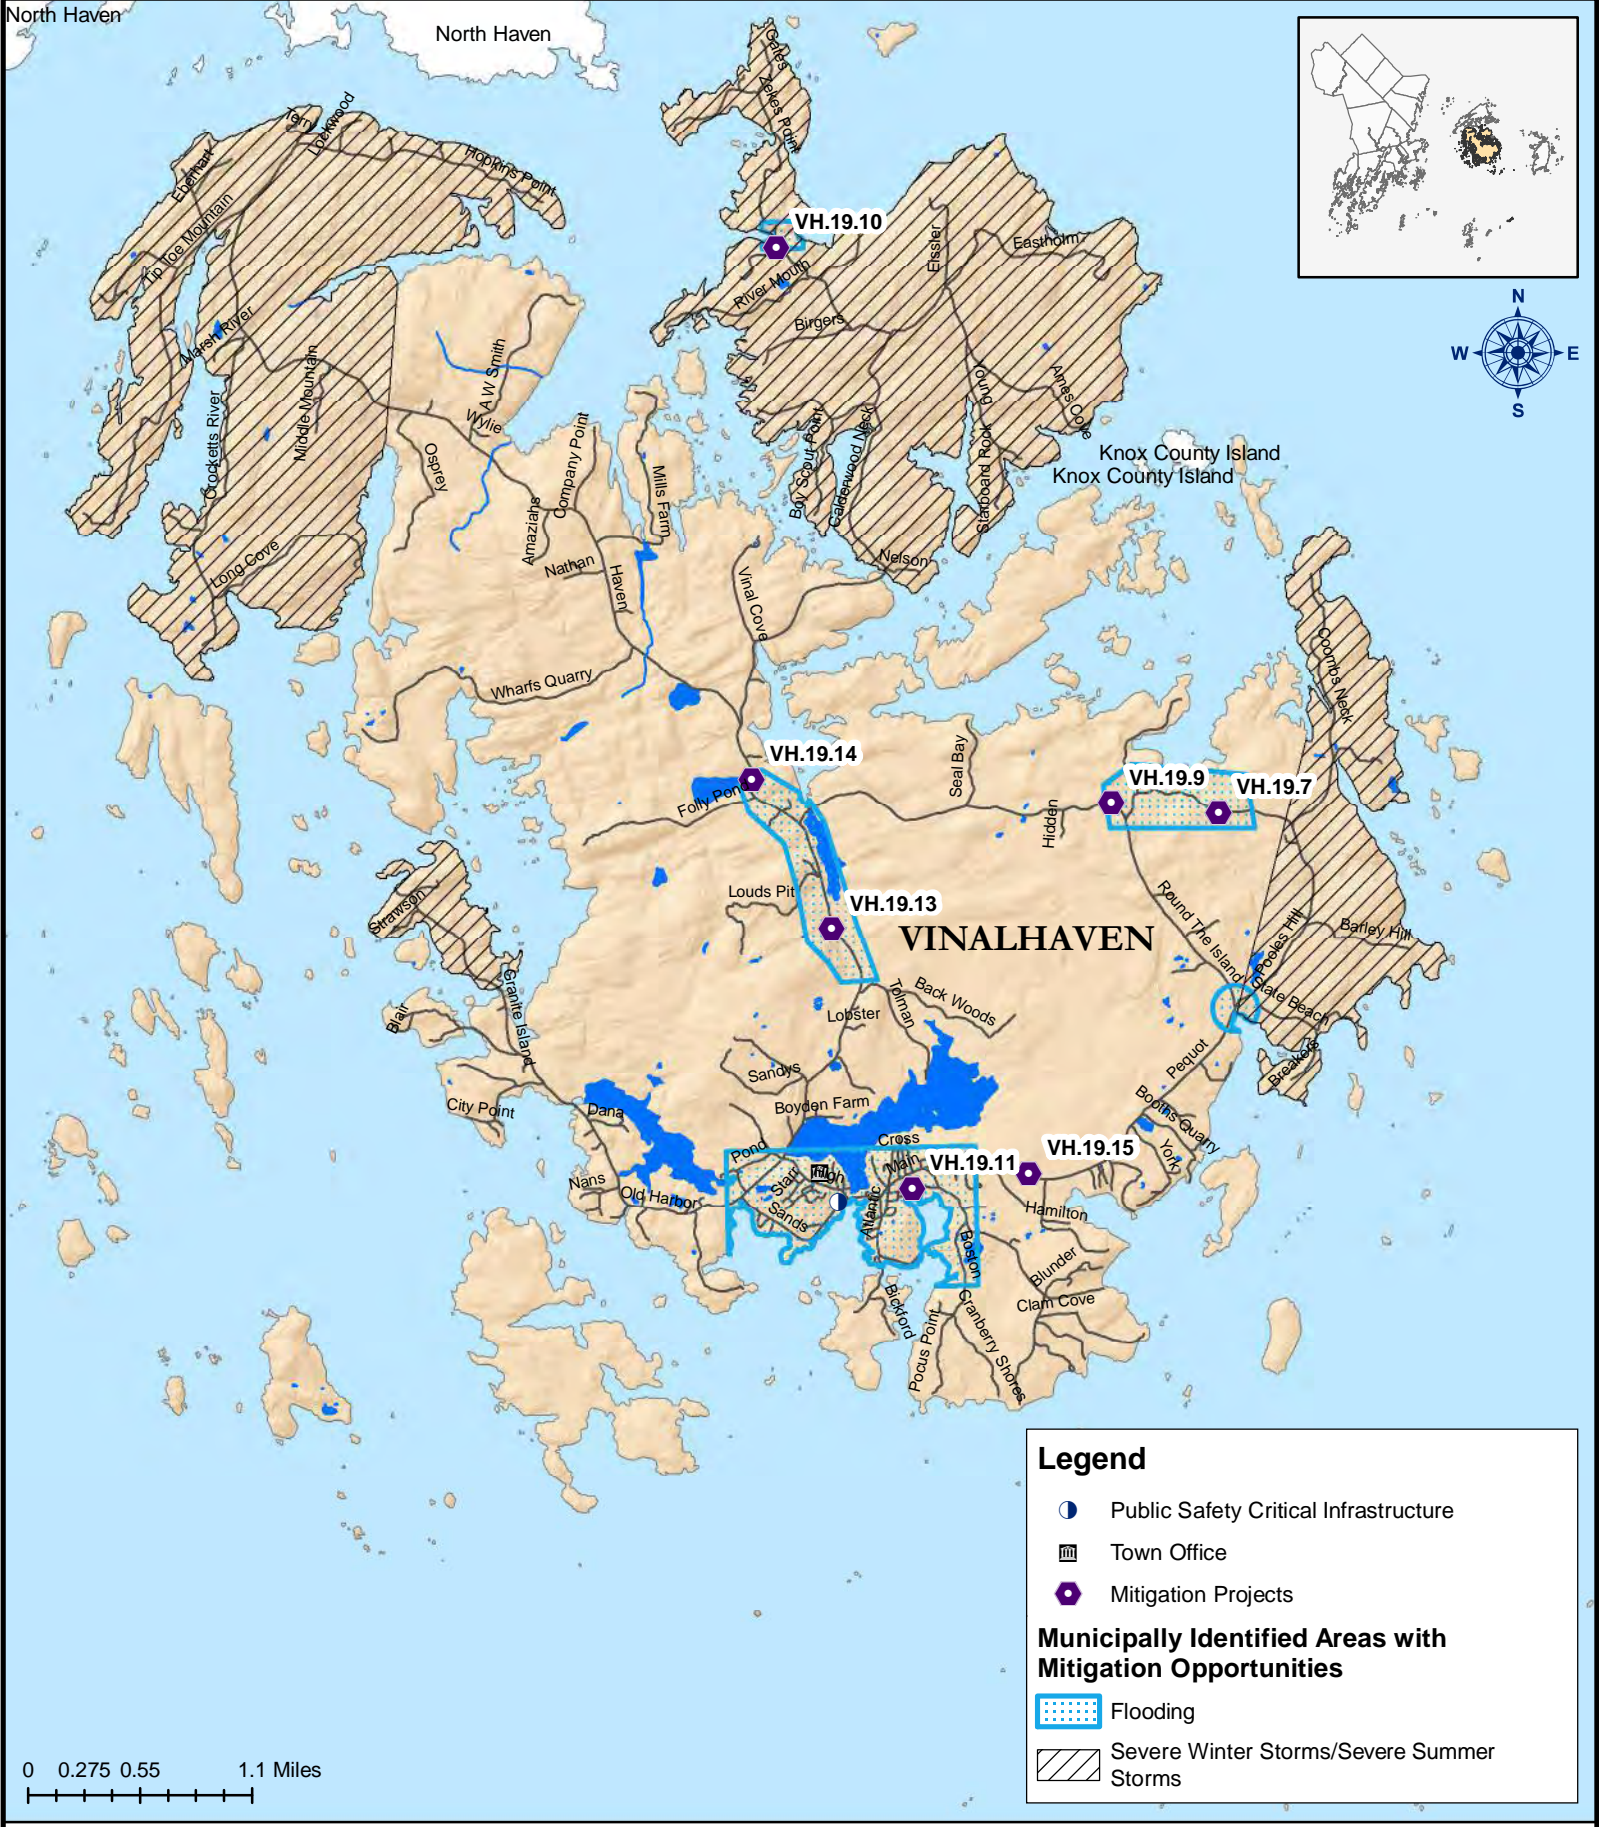 North Haven
North Haven
Gates
Zekes Point
Terry
Lockwood
Hopkins Point
Eberhart
Tip Toe Mountain
VH.19.10
Eissler
Eastholm
River Mouth
Birgers
Marsh River
Middle Mountain
A W Smith
Wylie
Crocketts River
Osprey
Company Point
Amaziahs
Mills Farm
Nathan
Haven
Long Cove
Young
Ames Cove
Boy Scout Point
Calderwood Neck
Starboard Rock
Knox County Island
Knox County Island
Nelson
Vinal Cove
Wharfs Quarry
Coombs Neck
VH.19.14
Folly Pond
Seal Bay
Hidden
VH.19.9
VH.19.7
Louds Pit
VH.19.13
VINALHAVEN
Round The Island
Pooles Hill
Barley Hill
State Beach
Strawson
Granite Island
Blair
Tolman
Back Woods
Lobster
Pequot
Breakers
Sandys
City Point
Dana
Boyden Farm
Booths Quarry
York
Cross
Pond
Main
VH.19.11
VH.19.15
High
Starr
Nans
Old Harbor
Sands
Atlantic
Hamilton
Boston
Blunder
Clam Cove
Bickford
Pocus Point
Cranberry Shores
N
W
E
S
Legend
Public Safety Critical Infrastructure
Town Office
Mitigation Projects
Municipally Identified Areas with
Mitigation Opportunities
Flooding
Severe Winter Storms/Severe Summer
Storms
0 0.275 0.55 1.1 Miles